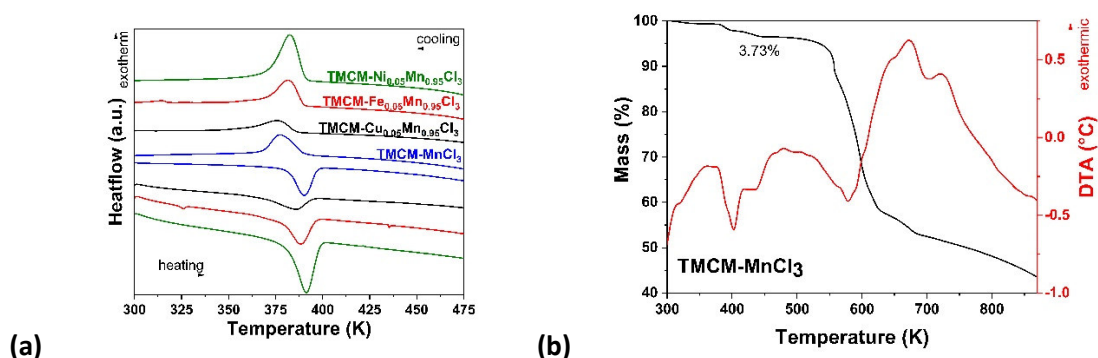 exotherm
cooling
TMCM-Ni0.05Mn0.95Cl3
TMCM-Fe0.05Mn0.95Cl3
TMCM-Cu0.05Mn0.95Cl3
TMCM-MnCl3
Heatflow (a.u.)
heating
300 325 350 375 400 425 450 475
Temperature (K)
(a)
100
90
80
70
60
50
40
Mass (%)
3.73%
TMCM-MnCl3
300 400 500 600 700 800
Temperature (K)
0.5
0.0
-0.5
-1.0
exothermic
DTA (°C)
(b)